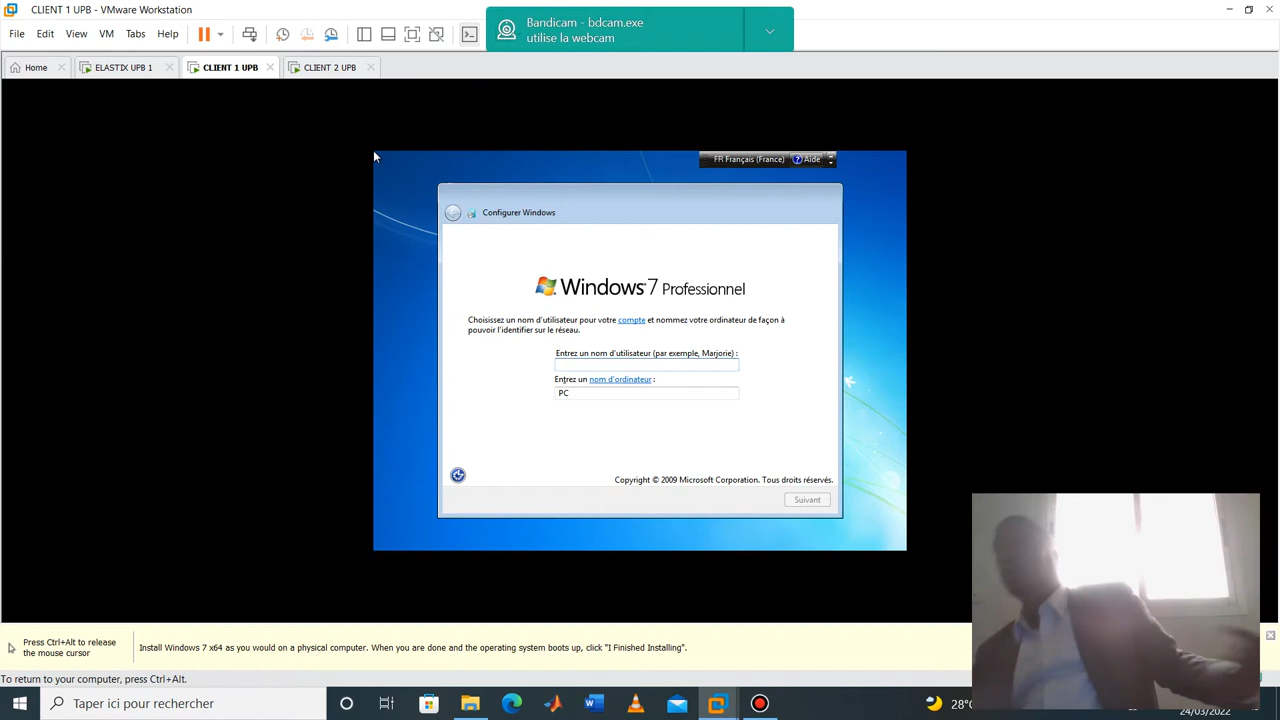 CLIENT 1 UPB - VMware Workstation
Bandicam - bdcam.exe
utilise la webcam
File Edit View VM Tabs Help
Home ELASTIX UPB 1 CLIENT 1 UPB CLIENT 2 UPB
FR Français (France) Aide
Configurer Windows
Windows 7 Professionnel
Choisissez un nom d'utilisateur pour votre compte et nommez votre ordinateur de façon à
pouvoir l'identifier sur le réseau.
Entrez un nom d'utilisateur (par exemple, Marjorie) :
Entrez un nom d'ordinateur :
PC
Copyright © 2009 Microsoft Corporation. Tous droits réservés.
Suivant
Press Ctrl+Alt to release
the mouse cursor
Install Windows 7 x64 as you would on a physical computer. When you are done and the operating system boots up, click "I Finished Installing".
To return to your computer, press Ctrl+Alt.
Taper ici pour rechercher
28°
24/03/2022